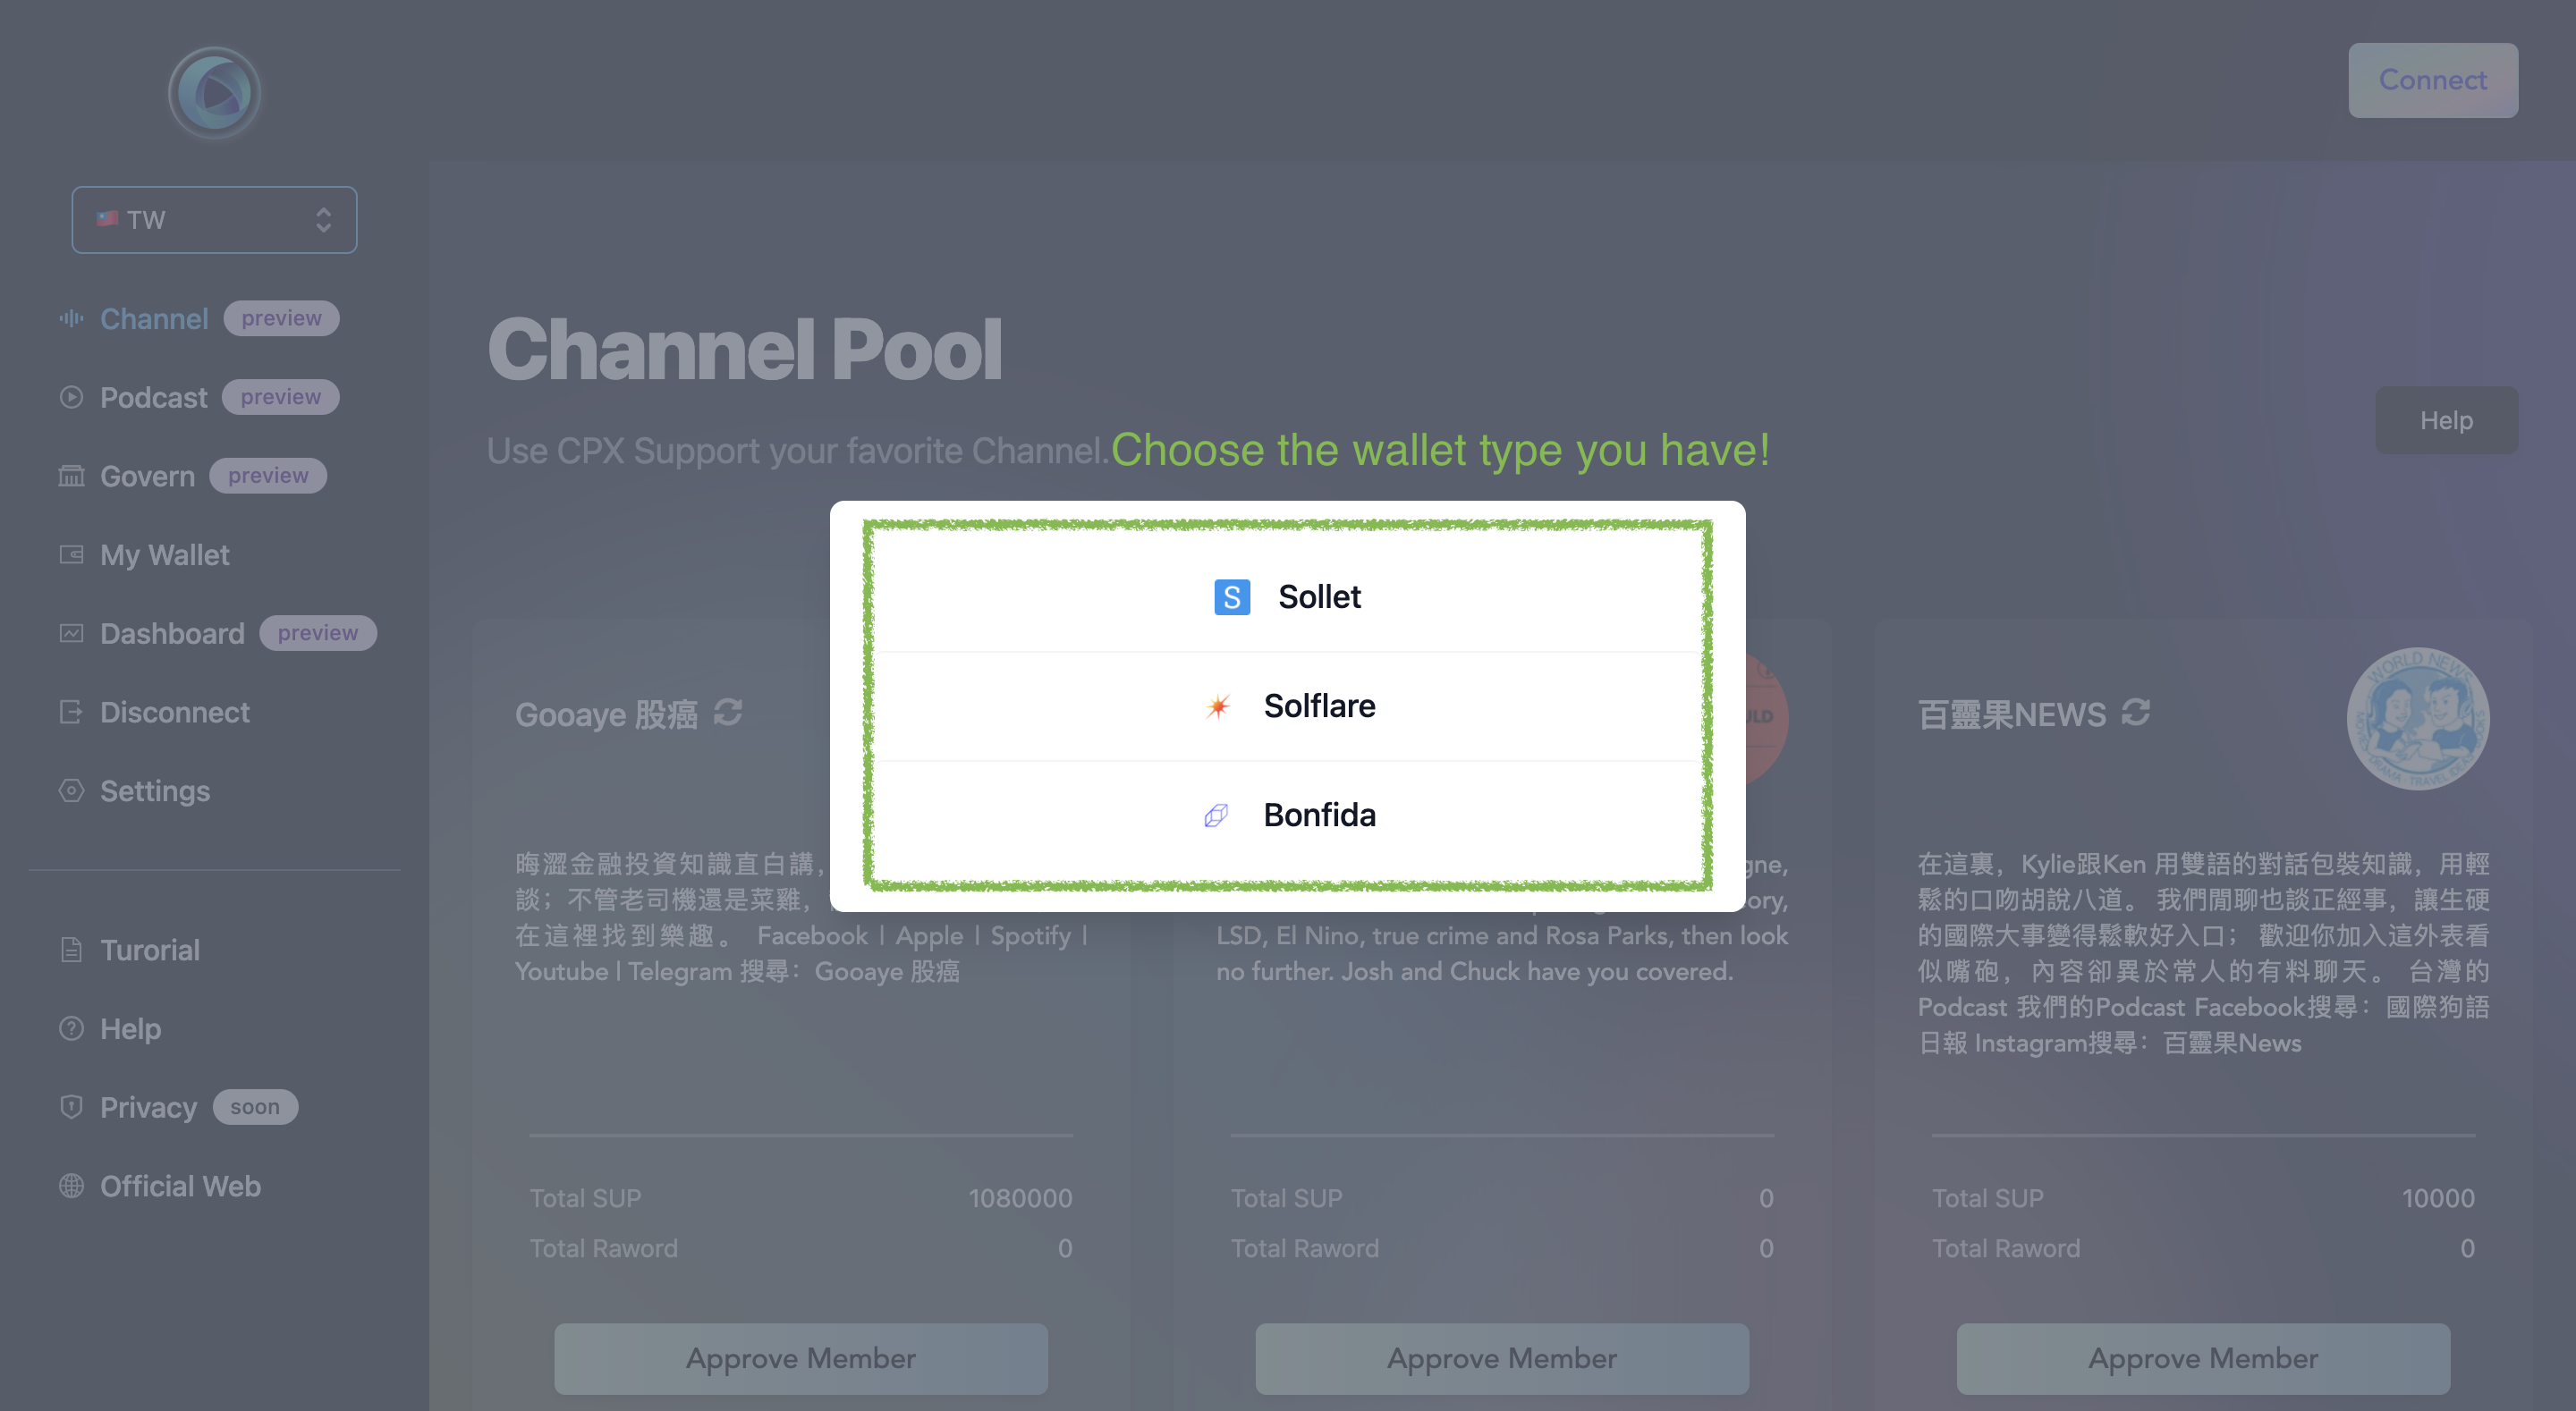 Connect
TW
Channel preview
Podcast preview
Govern preview
My Wallet
Dashboard preview
Disconnect
Settings
Turorial
Help
Privacy soon
Official Web
Channel Pool
Use CPX Support your favorite Channel.
Choose the wallet type you have!
Help
S Sollet
Solflare
Bonfida
Gooaye 股癌
晦澀金融投資知識直白講，
談；不管老司機還是菜雞，
在這裡找到樂趣。 Facebook | Apple | Spotify |
Youtube | Telegram 搜尋：Gooaye 股癌
Total SUP 1080000
Total Raword 0
Approve Member
LSD, El Nino, true crime and Rosa Parks, then look
no further. Josh and Chuck have you covered.
Total SUP 0
Total Raword 0
Approve Member
百靈果NEWS
WORLD NEWS
DRAMA TRAVEL
在這裏，Kylie跟Ken 用雙語的對話包裝知識，用輕
鬆的口吻胡說八道。 我們閒聊也談正經事，讓生硬
的國際大事變得鬆軟好入口； 歡迎你加入這外表看
似嘴砲，內容卻異於常人的有料聊天。 台灣的
Podcast 我們的Podcast Facebook搜尋：國際狗語
日報 Instagram搜尋：百靈果News
Total SUP 10000
Total Raword 0
Approve Member